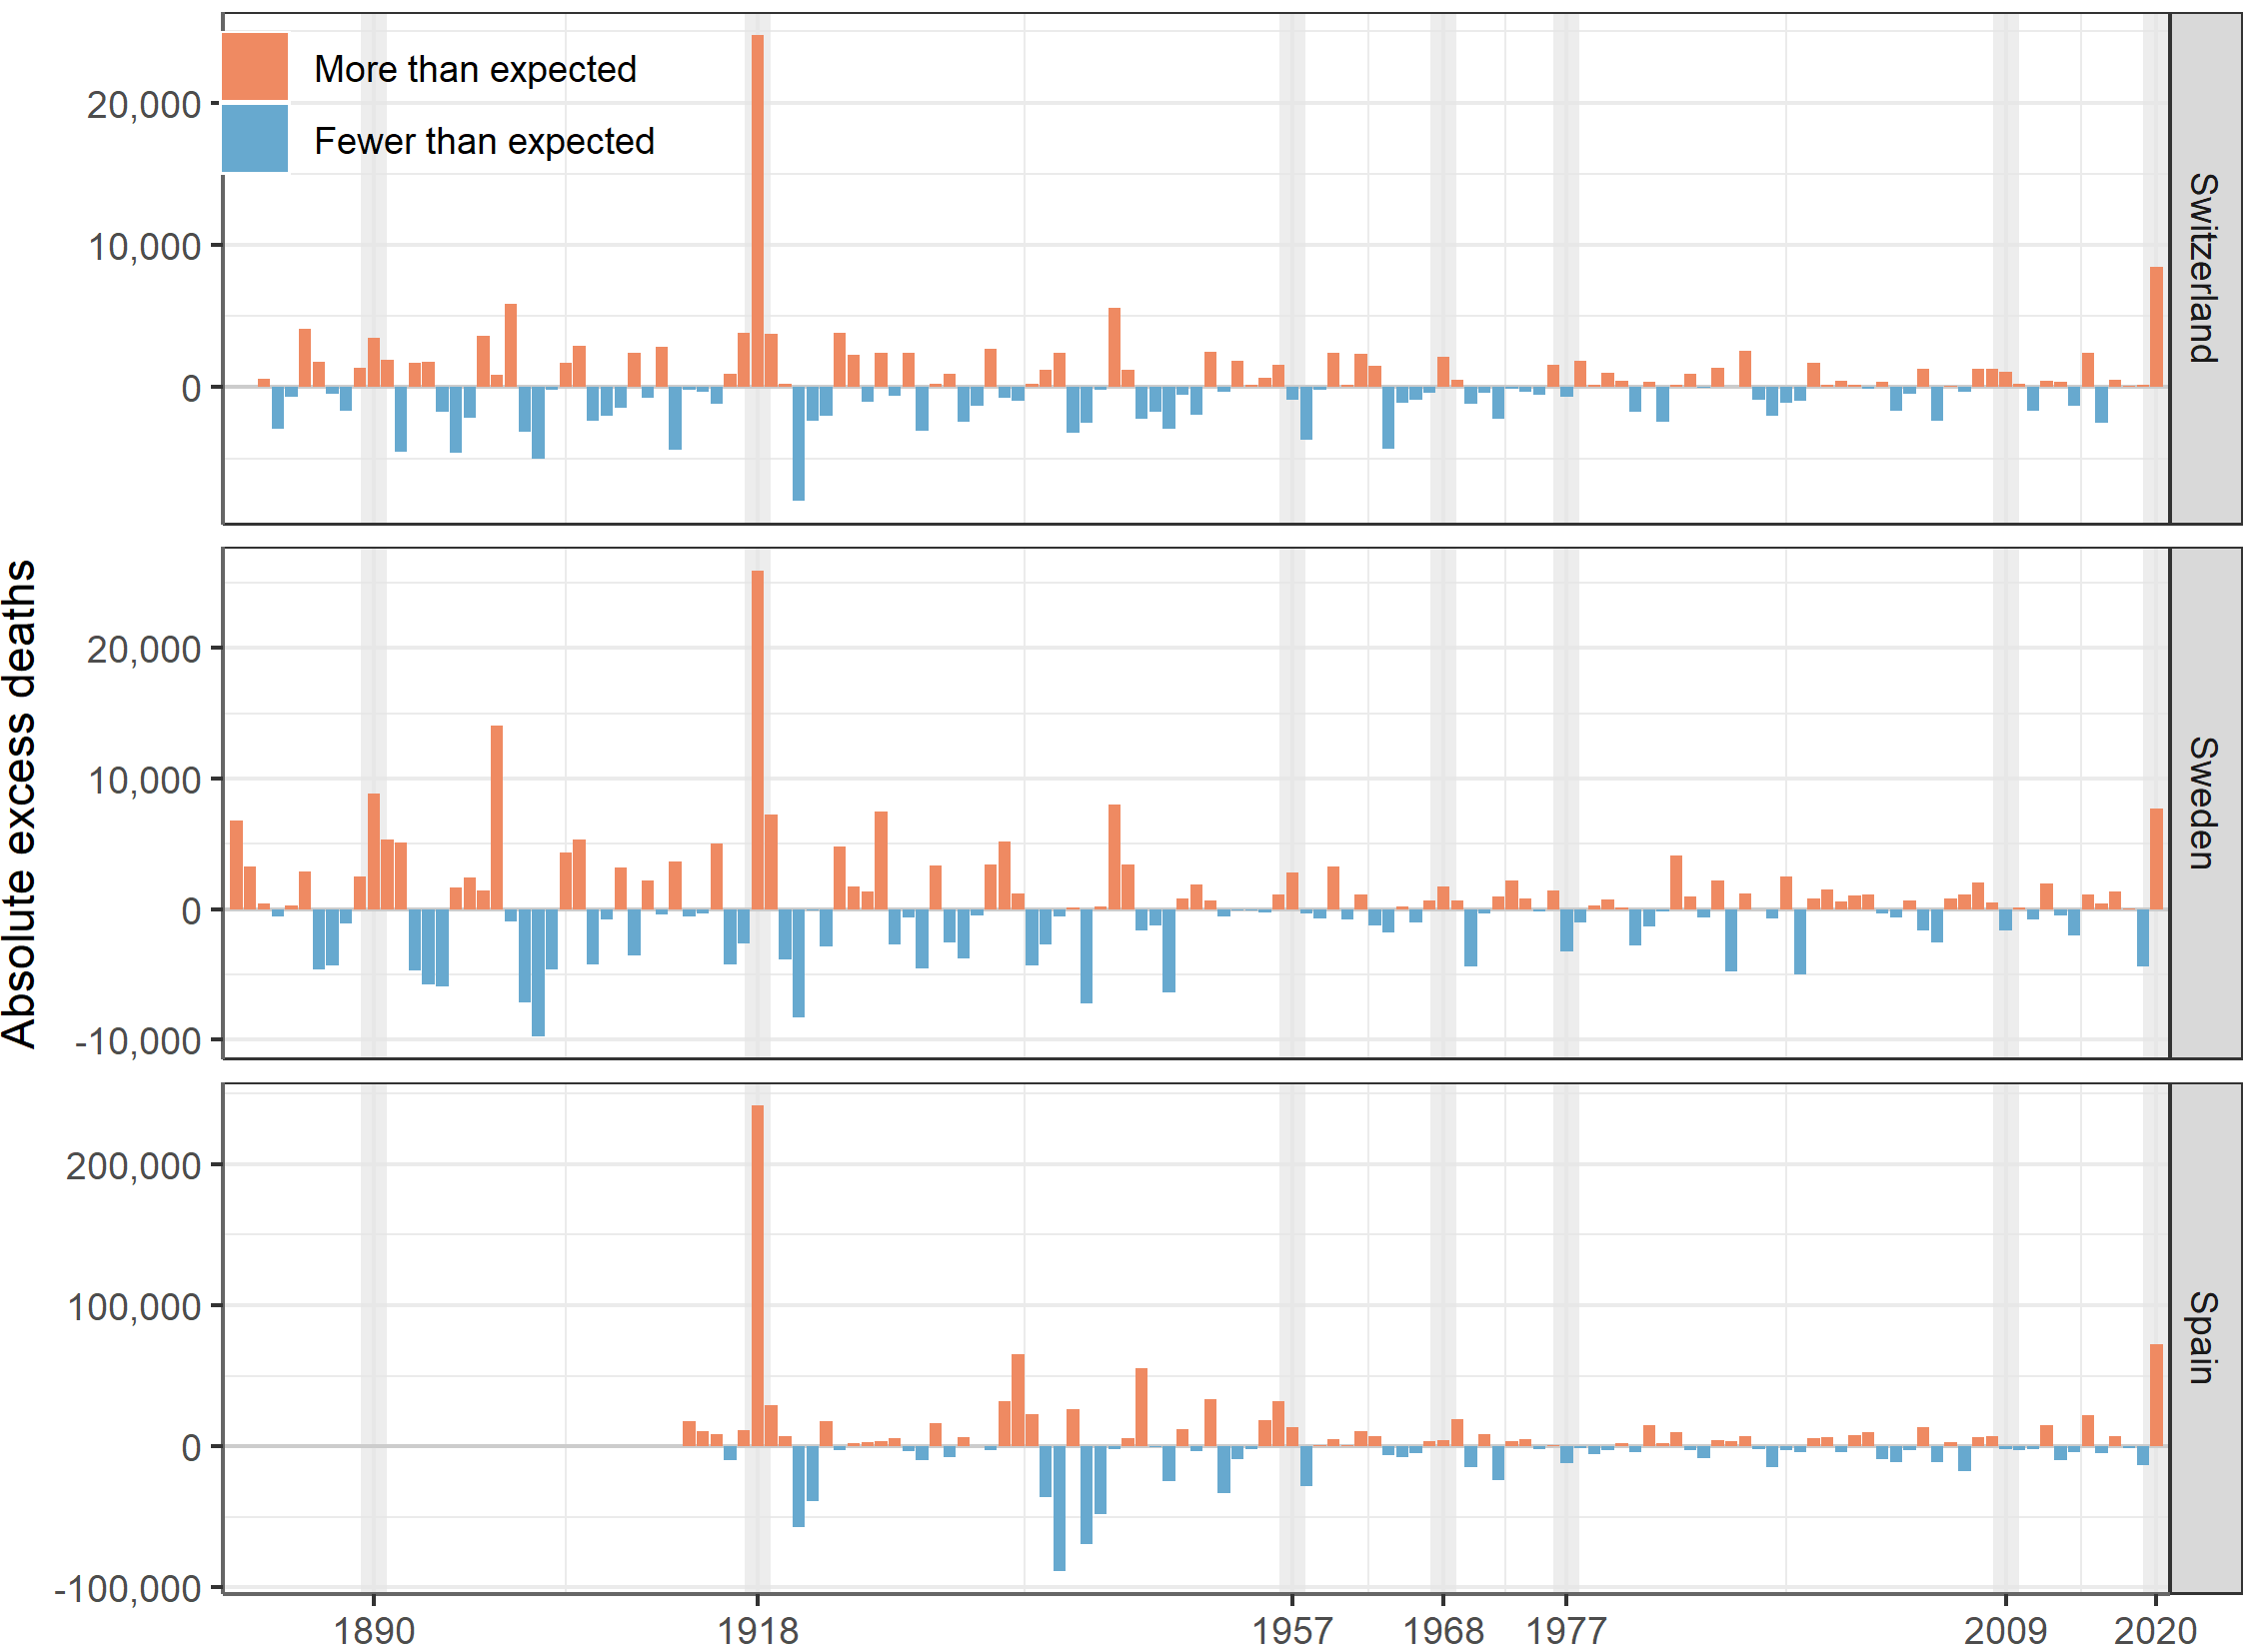 More than expected
Fewer than expected
20,000
10,000
0
Switzerland
Absolute excess deaths
20,000
10,000
0
-10,000
Sweden
200,000
100,000
0
-100,000
Spain
1890 1918 1957 1968 1977 2009 2020